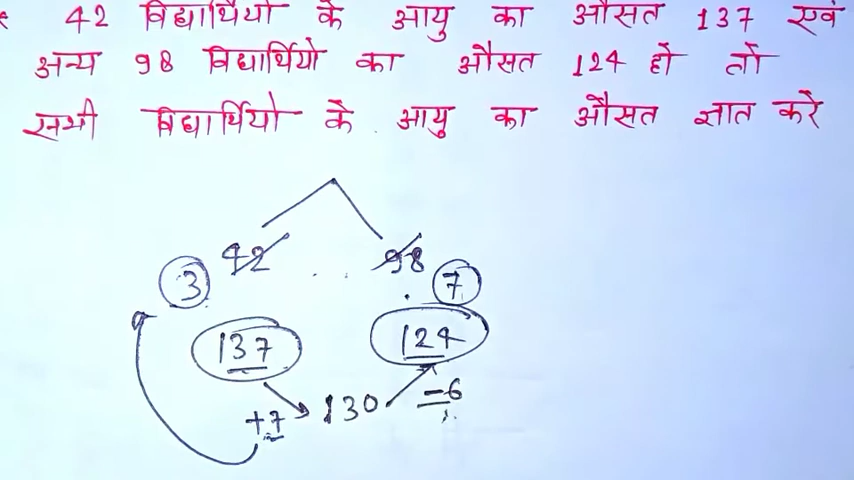 42 विद्यार्थियो के आयु का औसत 137 एवं
अन्य 98 विद्यार्थियो का औसत 124 हो तो
सभी विद्यार्थियो के आयु का औसत ज्ञात करे
42 98
3 7
137 124
+7 130 -6